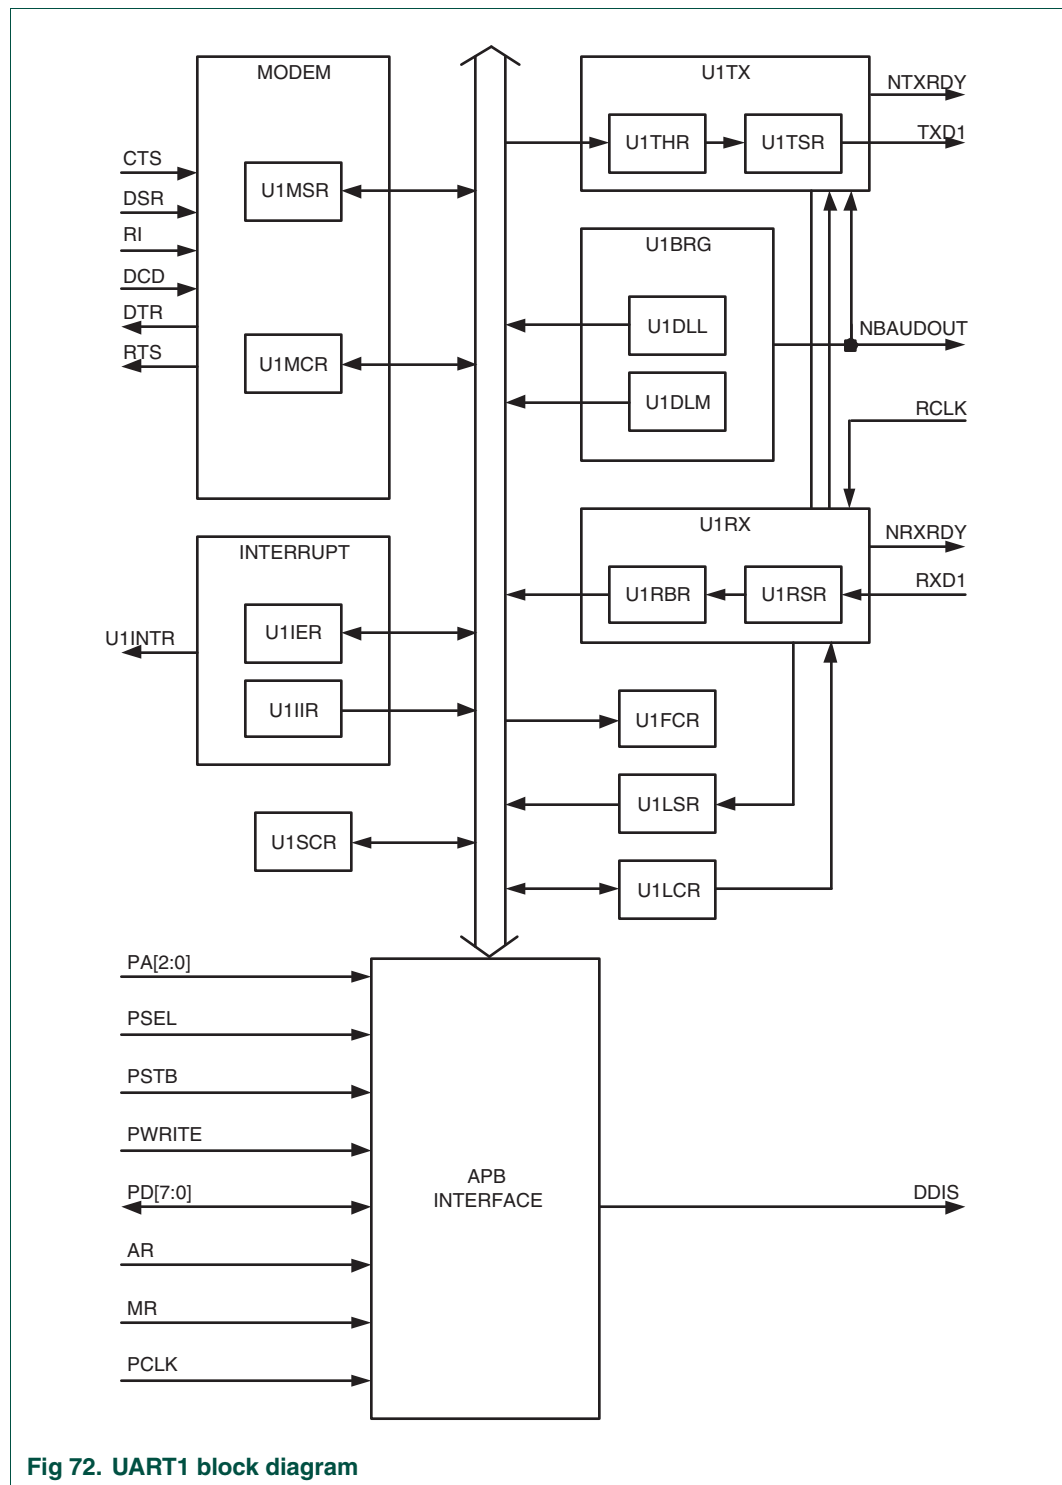 MODEM
CTS
DSR
RI
DCD
DTR
RTS
U1MSR
U1MCR
U1TX
U1THR
U1TSR
NTXRDY
TXD1
U1BRG
U1DLL
U1DLM
NBAUDOUT
RCLK
U1RX
U1RBR
U1RSR
NRXRDY
RXD1
INTERRUPT
U1INTR
U1IER
U1IIR
U1FCR
U1LSR
U1SCR
U1LCR
PA[2:0]
PSEL
PSTB
PWRITE
PD[7:0]
AR
MR
PCLK
APB
INTERFACE
DDIS
Fig 72. UART1 block diagram